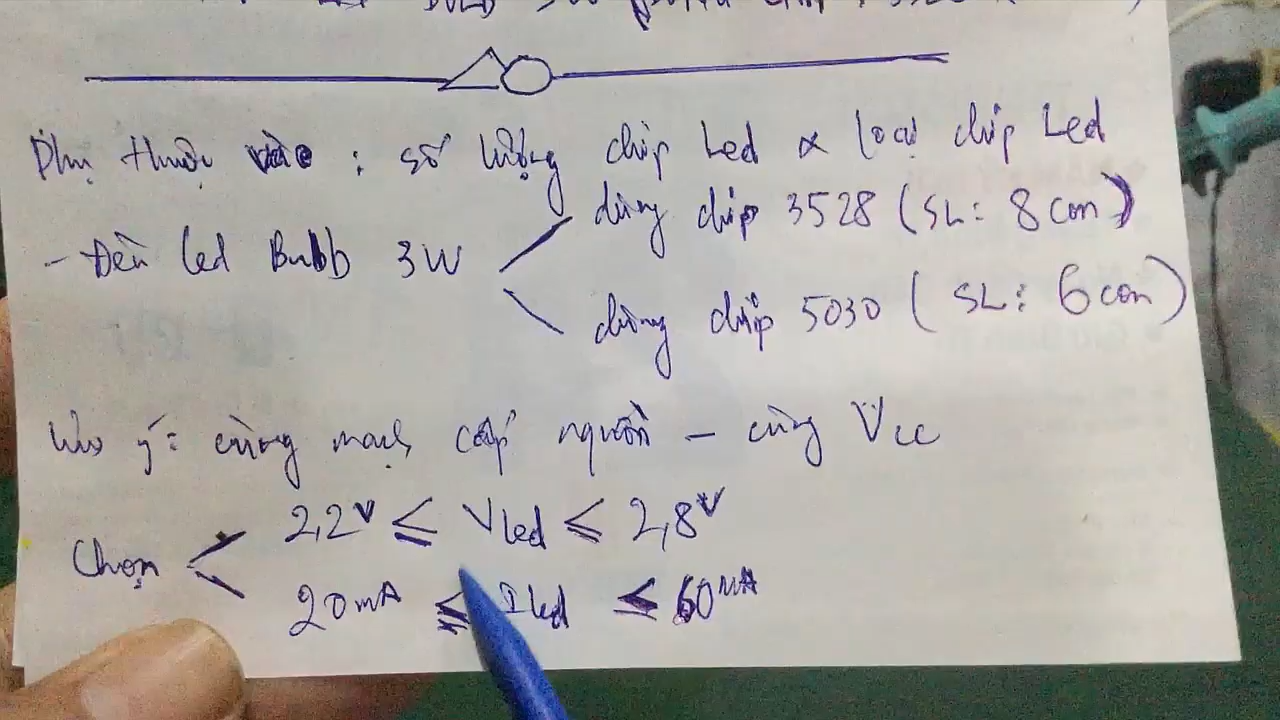 Phụ thuộc vào : số lượng chip Led & loại chip Led
dùng chip 3528 (SL: 8 con)
- Đèn led Bulb 3W
dùng chip 5030 (SL: 6 con)
Lưu ý: cùng mạch cấp nguồn - cùng Vcc
2,2V ≤ Vled ≤ 2,8V
Chọn
20mA ≤ Iled ≤ 60mA